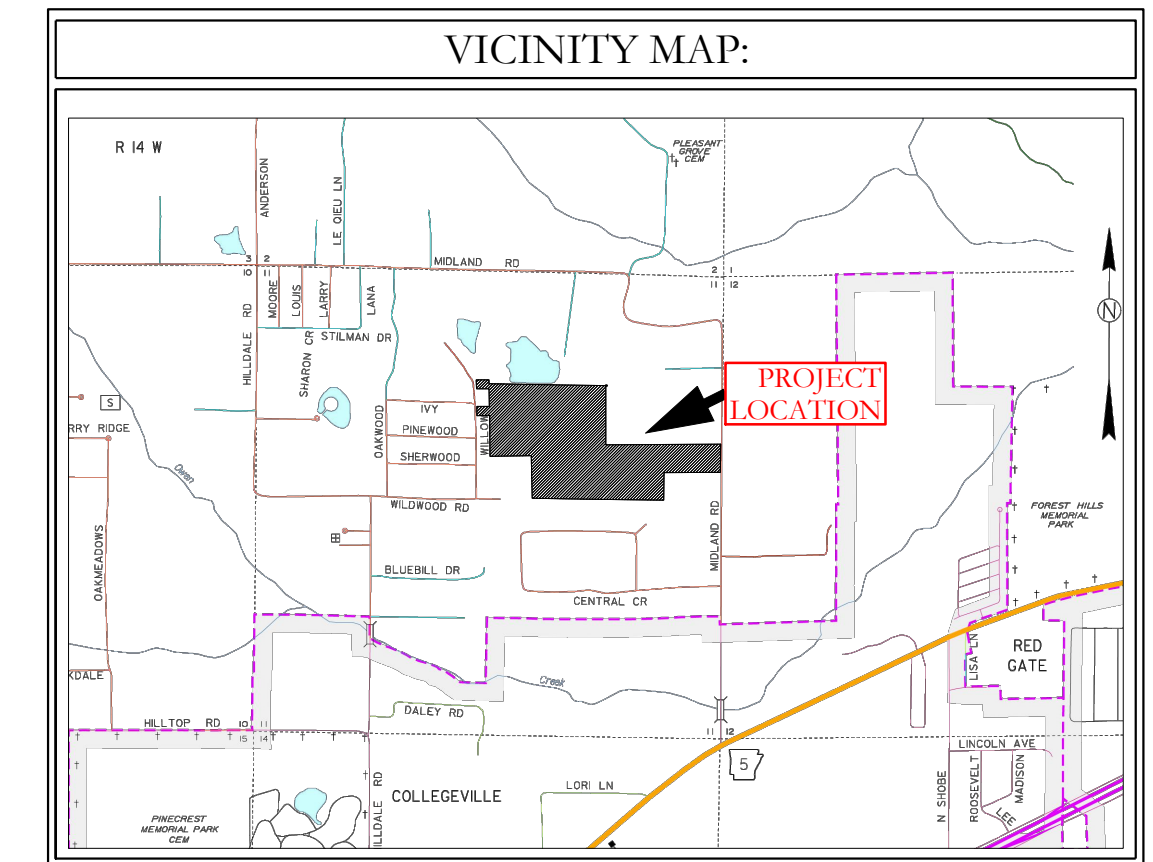 VICINITY MAP:
R 14 W
ANDERSON
LE QIEU LN
PLEASANT
GROVE
CEM
3 2
10 11
MIDLAND RD
2 1
11 12
HILLDALE RD
MOORE
LOUIS
LARRY
LANA
STILMAN DR
SHARON CR
N
PROJECT
LOCATION
S
RRY RIDGE
OAKWOOD
IVY
PINEWOOD
SHERWOOD
WILLOW
WILDWOOD RD
Owen
OAKMEADOWS
MIDLAND RD
FOREST HILLS
MEMORIAL
PARK
BLUEBILL DR
CENTRAL CR
LISA LN
RED
GATE
KDALE
Creek
HILLTOP RD
10 11
15 14
DALEY RD
11 12
5
LINCOLN AVE
LORI LN
COLLEGEVILLE
ILLDALE RD
N SHOBE
ROOSEVELT
MADISON
LEE
PINECREST
MEMORIAL PARK
CEM